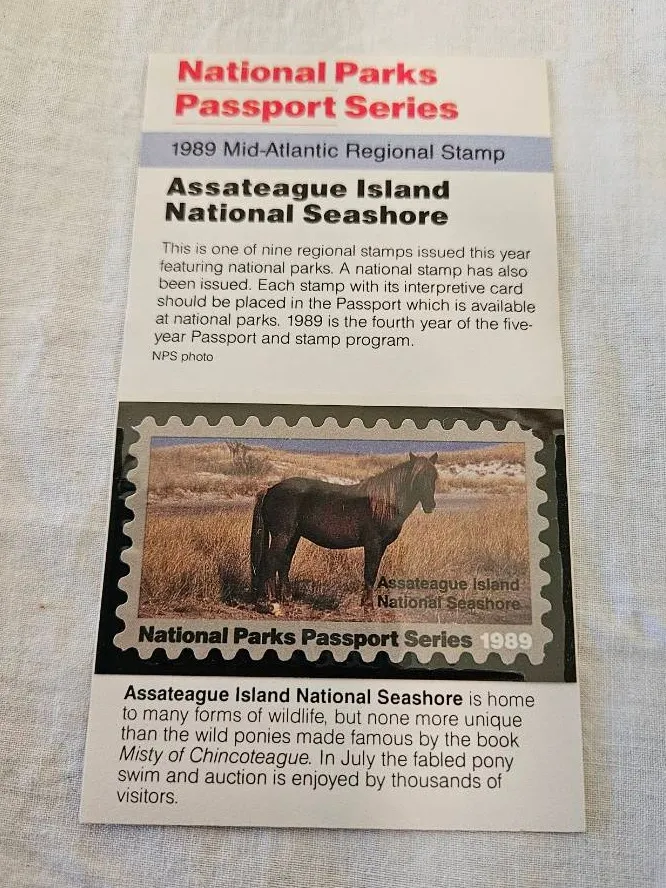 National Parks
Passport Series
1989 Mid-Atlantic Regional Stamp
Assateague Island
National Seashore
This is one of nine regional stamps issued this year
featuring national parks. A national stamp has also
been issued. Each stamp with its interpretive card
should be placed in the Passport which is available
at national parks. 1989 is the fourth year of the five-
year Passport and stamp program.
NPS photo
Assateague Island
National Seashore
National Parks Passport Series 1989
Assateague Island National Seashore is home
to many forms of wildlife, but none more unique
than the wild ponies made famous by the book
Misty of Chincoteague. In July the fabled pony
swim and auction is enjoyed by thousands of
visitors.